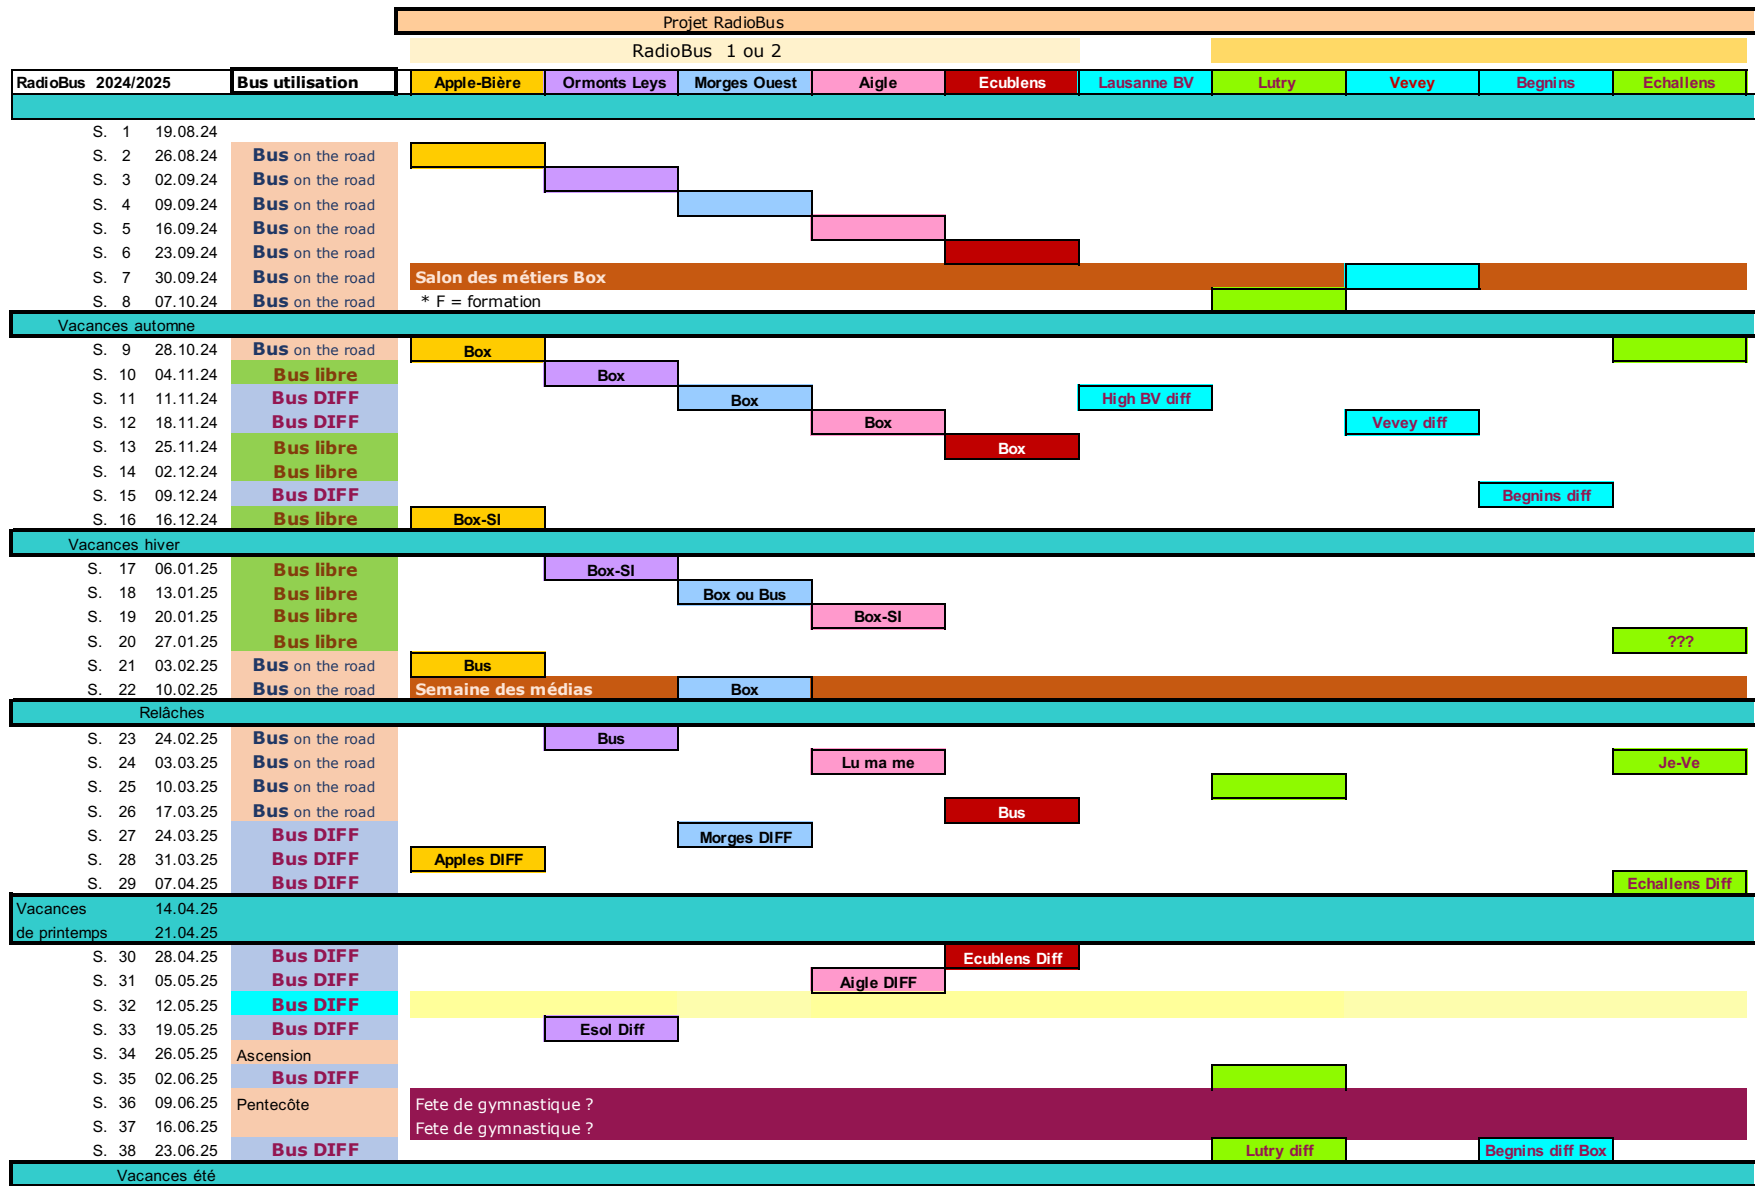 Projet RadioBus
RadioBus 1 ou 2
RadioBus 2024/2025 Bus utilisation Apple-Bière Ormonts Leys Morges Ouest Aigle Ecublens Lausanne BV Lutry Vevey Begnins Echallens
S. 1 19.08.24
S. 2 26.08.24 Bus on the road
S. 3 02.09.24 Bus on the road
S. 4 09.09.24 Bus on the road
S. 5 16.09.24 Bus on the road
S. 6 23.09.24 Bus on the road
S. 7 30.09.24 Bus on the road Salon des métiers Box
S. 8 07.10.24 Bus on the road * F = formation
Vacances automne
S. 9 28.10.24 Bus on the road Box
S. 10 04.11.24 Bus libre Box
S. 11 11.11.24 Bus DIFF Box High BV diff
S. 12 18.11.24 Bus DIFF Box Vevey diff
S. 13 25.11.24 Bus libre Box
S. 14 02.12.24 Bus libre
S. 15 09.12.24 Bus DIFF Begnins diff
S. 16 16.12.24 Bus libre Box-SI
Vacances hiver
S. 17 06.01.25 Bus libre Box-SI
S. 18 13.01.25 Bus libre Box ou Bus
S. 19 20.01.25 Bus libre Box-SI
S. 20 27.01.25 Bus libre ???
S. 21 03.02.25 Bus on the road Bus
S. 22 10.02.25 Bus on the road Semaine des médias Box
Relâches
S. 23 24.02.25 Bus on the road Bus
S. 24 03.03.25 Bus on the road Lu ma me Je-Ve
S. 25 10.03.25 Bus on the road
S. 26 17.03.25 Bus on the road Bus
S. 27 24.03.25 Bus DIFF Morges DIFF
S. 28 31.03.25 Bus DIFF Apples DIFF
S. 29 07.04.25 Bus DIFF Echallens Diff
Vacances 14.04.25
de printemps 21.04.25
S. 30 28.04.25 Bus DIFF Ecublens Diff
S. 31 05.05.25 Bus DIFF Aigle DIFF
S. 32 12.05.25 Bus DIFF
S. 33 19.05.25 Bus DIFF Esol Diff
S. 34 26.05.25 Ascension
S. 35 02.06.25 Bus DIFF
S. 36 09.06.25 Pentecôte Fete de gymnastique ?
S. 37 16.06.25 Fete de gymnastique ?
S. 38 23.06.25 Bus DIFF Lutry diff Begnins diff Box
Vacances été